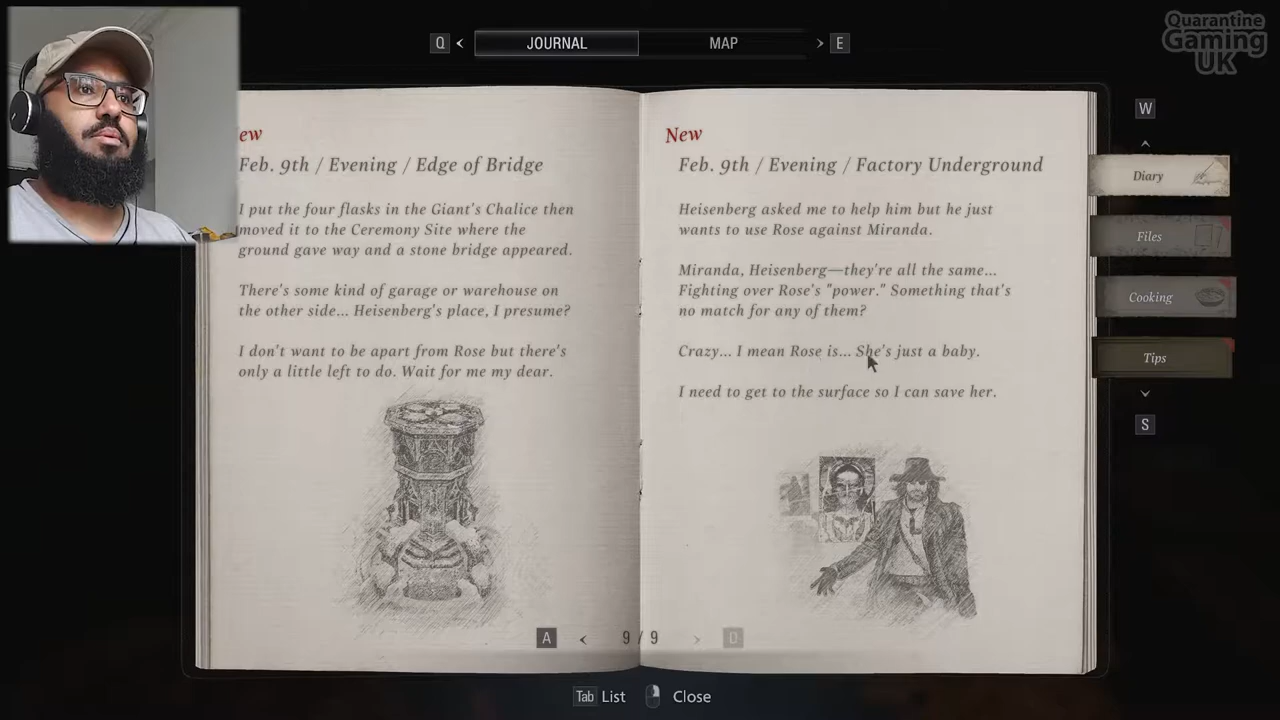 Quarantine
Gaming
UK
Q < JOURNAL MAP > E
ew
Feb. 9th / Evening / Edge of Bridge
I put the four flasks in the Giant's Chalice then
moved it to the Ceremony Site where the
ground gave way and a stone bridge appeared.
There's some kind of garage or warehouse on
the other side... Heisenberg's place, I presume?
I don't want to be apart from Rose but there's
only a little left to do. Wait for me my dear.
New
Feb. 9th / Evening / Factory Underground
Heisenberg asked me to help him but he just
wants to use Rose against Miranda.
Miranda, Heisenberg—they're all the same...
Fighting over Rose's "power." Something that's
no match for any of them?
Crazy... I mean Rose is... She's just a baby.
I need to get to the surface so I can save her.
W
Diary
Files
Cooking
Tips
S
A < 9 / 9 > D
Tab List Close